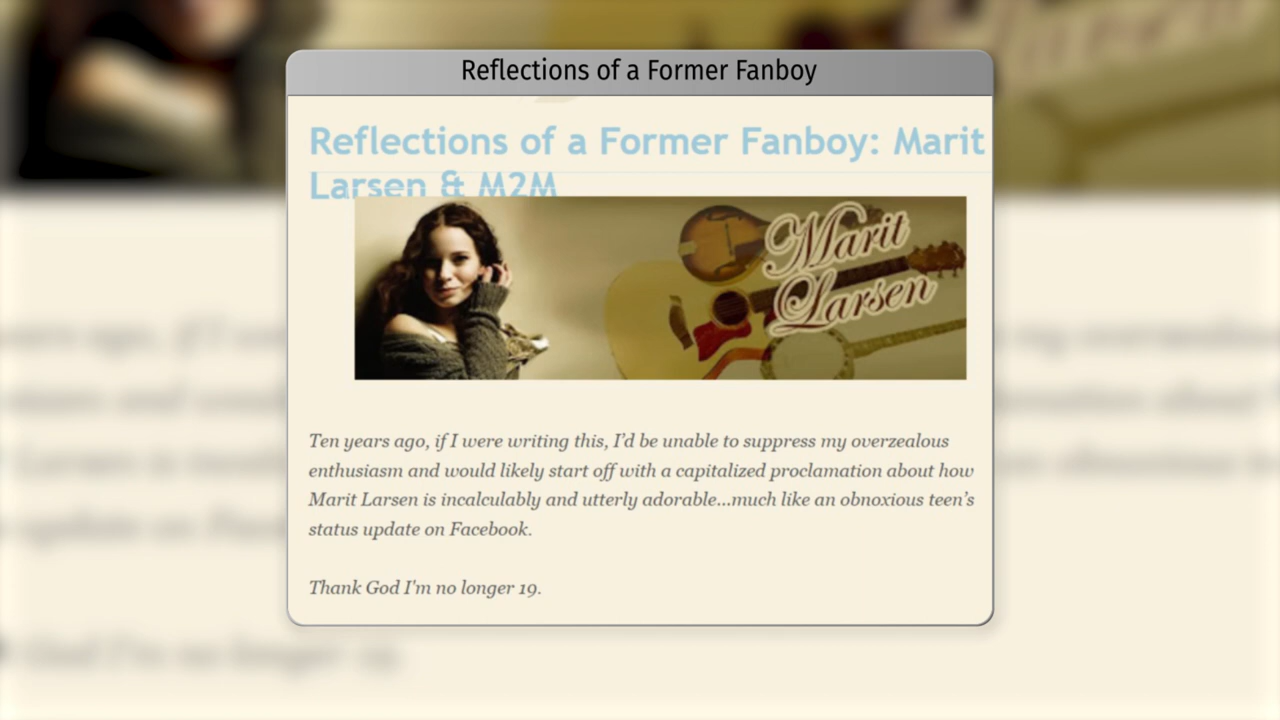 Reflections of a Former Fanboy
Reflections of a Former Fanboy: Marit
Larsen & M2M
Marit
Larsen
Ten years ago, if I were writing this, I'd be unable to suppress my overzealous
enthusiasm and would likely start off with a capitalized proclamation about how
Marit Larsen is incalculably and utterly adorable...much like an obnoxious teen's
status update on Facebook.
Thank God I'm no longer 19.